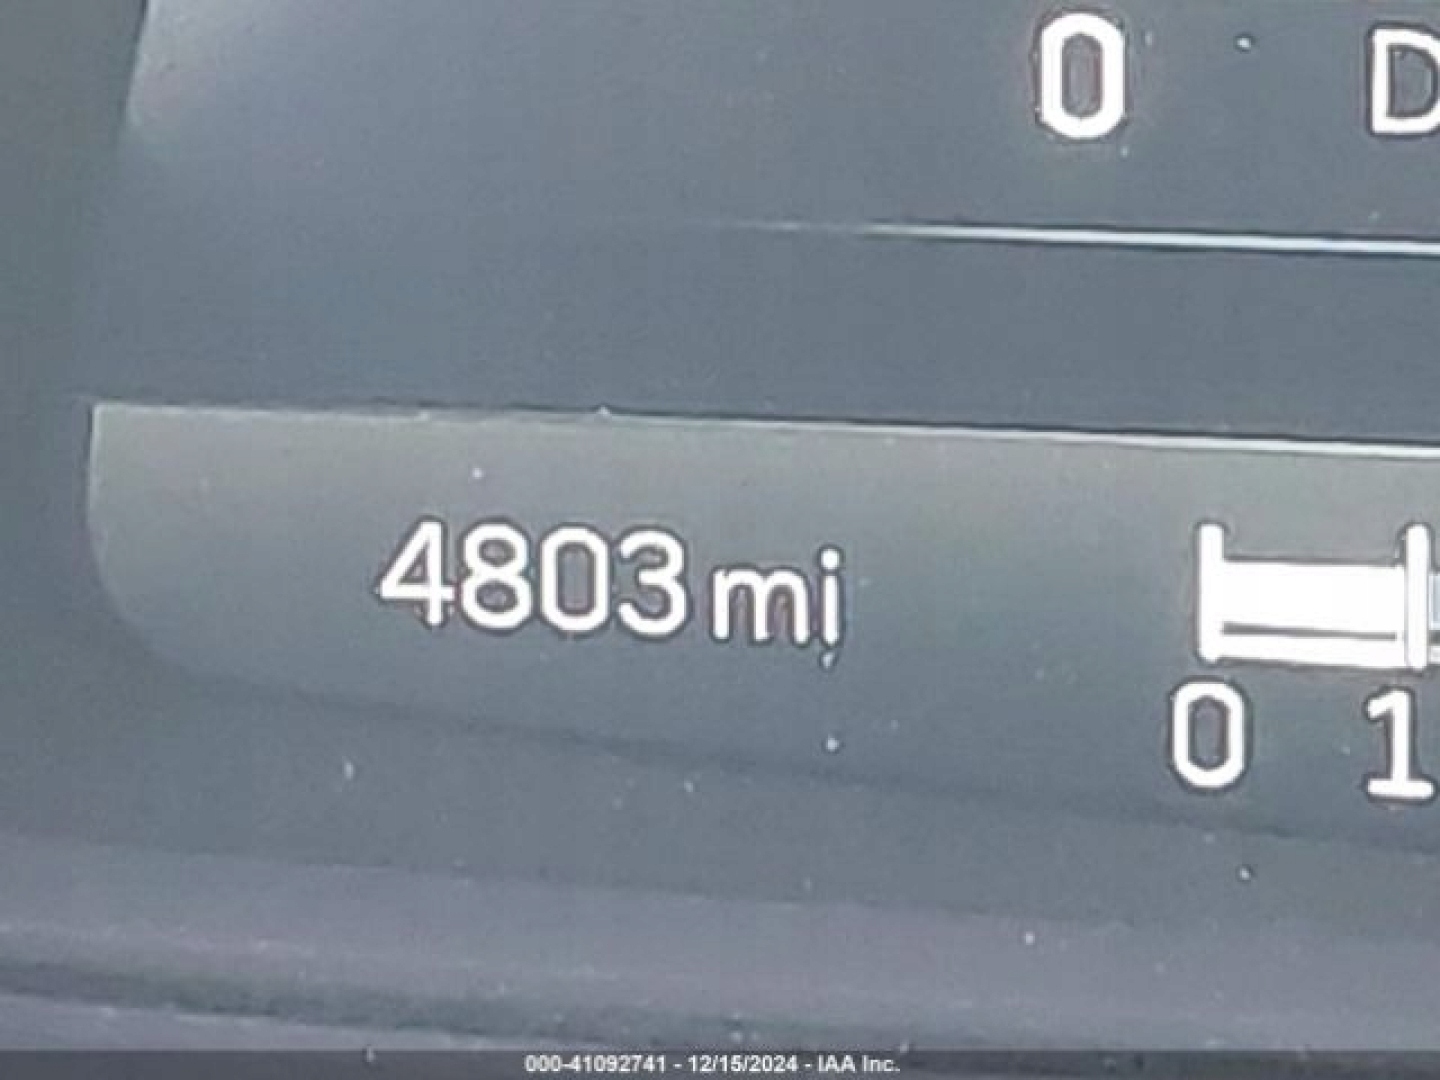 0 D
4803 mi
0 1
000-41092741 - 12/15/2024 - IAA Inc.